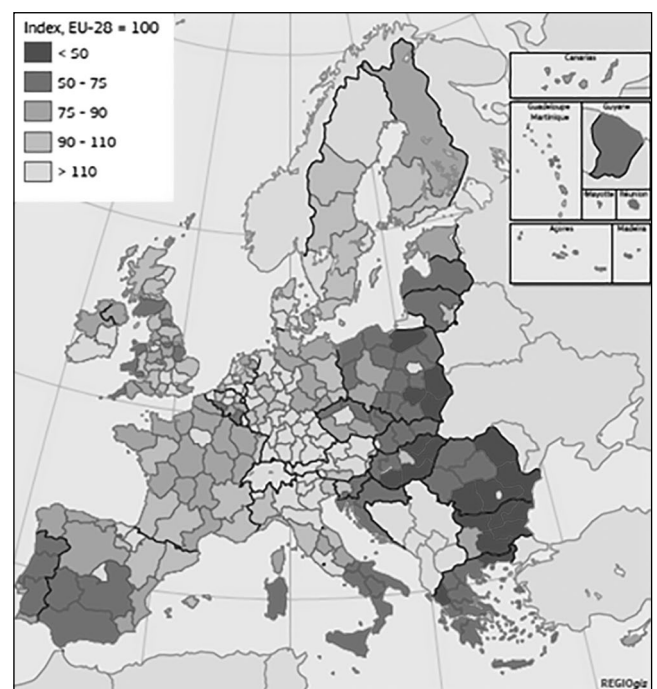 Index, EU-28 = 100
< 50
50 - 75
75 - 90
90 - 110
> 110
Canarias
Guadeloupe
Martinique
Guyane
Mayotte
Réunion
Açores
Madeira
REGIOgis